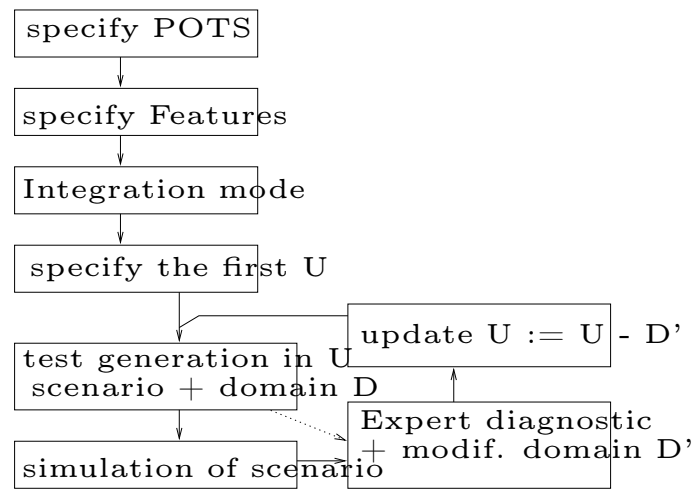 specify POTS
specify Features
Integration mode
specify the first U
update U := U - D'
test generation in U
scenario + domain D
Expert diagnostic
+ modif. domain D'
simulation of scenario